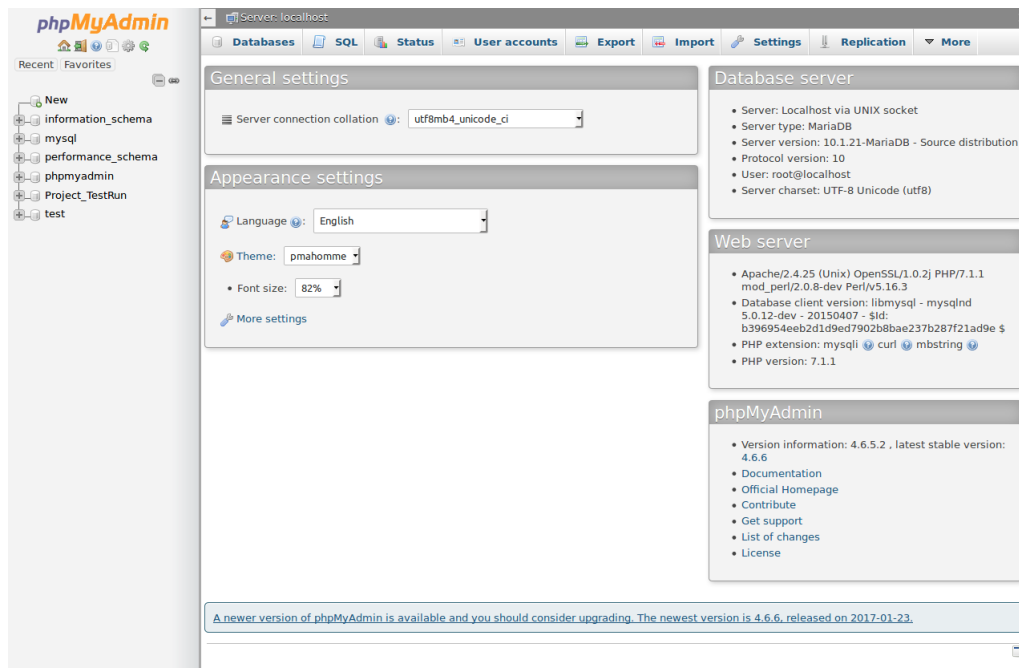 phpMyAdmin
Recent Favorites
New
information_schema
mysql
performance_schema
phpmyadmin
Project_TestRun
test
Server: localhost
Databases SQL Status User accounts Export Import Settings Replication More
General settings
Server connection collation : utf8mb4_unicode_ci
Appearance settings
Language : English
Theme: pmahomme
• Font size: 82%
More settings
Database server
• Server: Localhost via UNIX socket
• Server type: MariaDB
• Server version: 10.1.21-MariaDB - Source distribution
• Protocol version: 10
• User: root@localhost
• Server charset: UTF-8 Unicode (utf8)
Web server
• Apache/2.4.25 (Unix) OpenSSL/1.0.2j PHP/7.1.1
mod_perl/2.0.8-dev Perl/v5.16.3
• Database client version: libmysql - mysqlnd
5.0.12-dev - 20150407 - $Id:
b396954eeb2d1d9ed7902b8bae237b287f21ad9e $
• PHP extension: mysqli curl mbstring
• PHP version: 7.1.1
phpMyAdmin
• Version information: 4.6.5.2 , latest stable version:
4.6.6
• Documentation
• Official Homepage
• Contribute
• Get support
• List of changes
• License
A newer version of phpMyAdmin is available and you should consider upgrading. The newest version is 4.6.6, released on 2017-01-23.